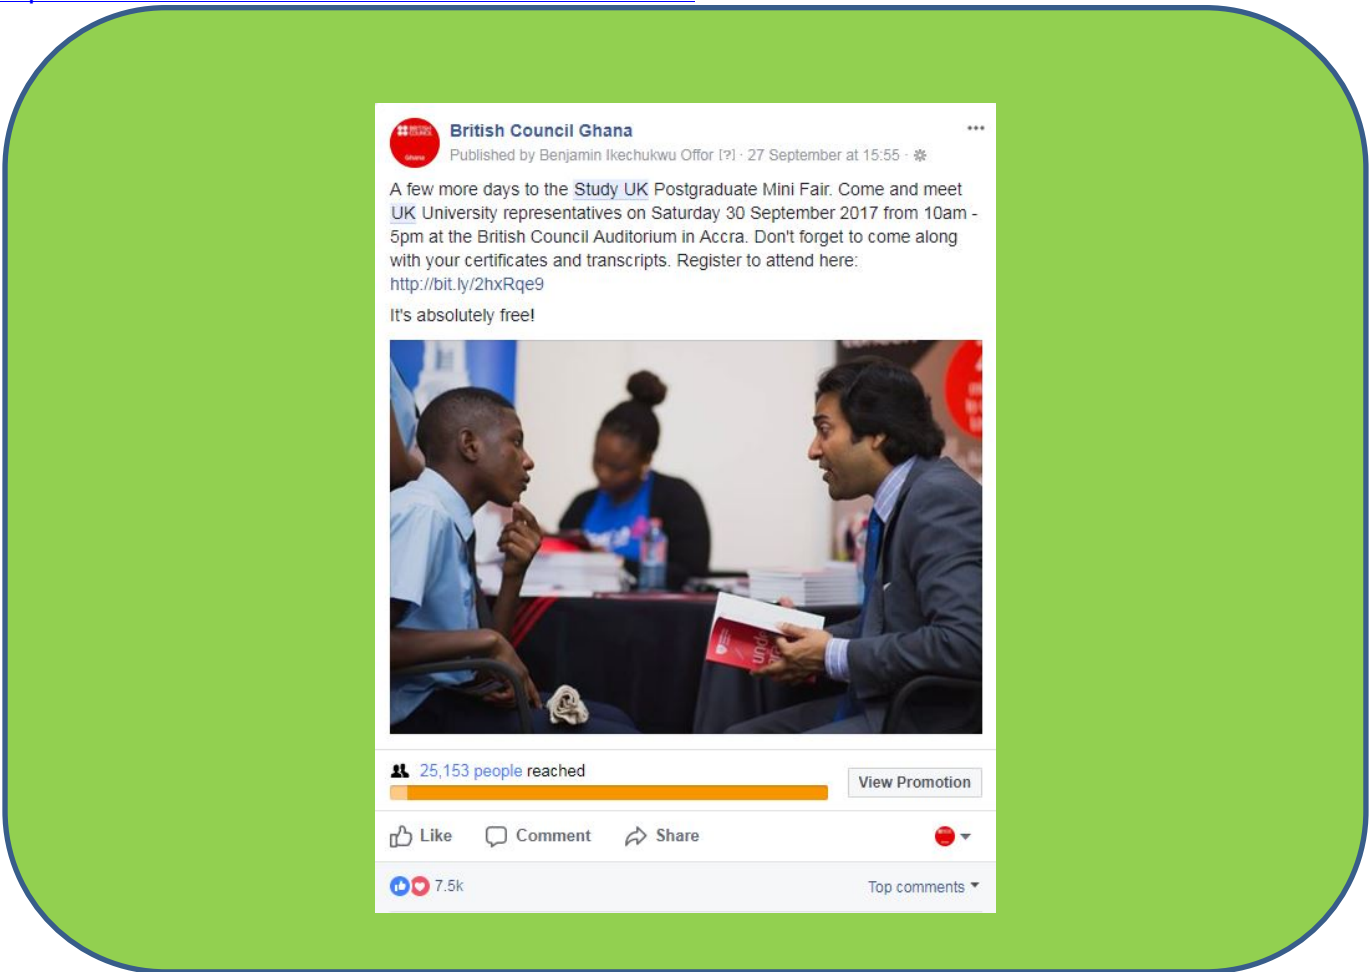 British Council Ghana
Published by Benjamin Ikechukwu Offor [?] · 27 September at 15:55 ·
A few more days to the Study UK Postgraduate Mini Fair. Come and meet
UK University representatives on Saturday 30 September 2017 from 10am -
5pm at the British Council Auditorium in Accra. Don't forget to come along
with your certificates and transcripts. Register to attend here:
http://bit.ly/2hxRqe9
It's absolutely free!
25,153 people reached
View Promotion
Like Comment Share
7.5k
Top comments